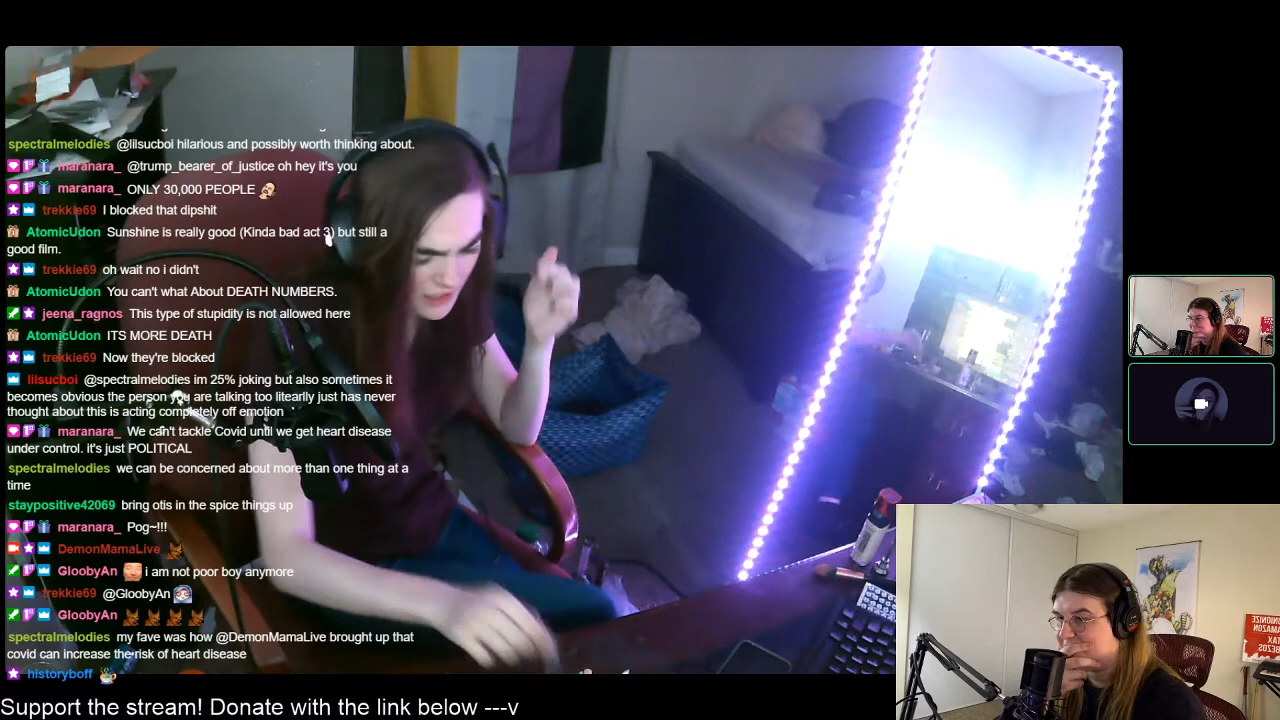 spectralmelodies @lilsucboi hilarious and possibly worth thinking about.
maranara_ @trump_bearer_of_justice oh hey it's you
maranara_ ONLY 30,000 PEOPLE
trekkie69 I blocked that dipshit
AtomicUdon Sunshine is really good (Kinda bad act 3) but still a
good film.
trekkie69 oh wait no i didn't
AtomicUdon You can't what About DEATH NUMBERS.
jeena_ragnos This type of stupidity is not allowed here
AtomicUdon ITS MORE DEATH
trekkie69 Now they're blocked
lilsucboi @spectralmelodies im 25% joking but also sometimes it
becomes obvious the person you are talking too litearlly just has never
thought about this is acting completely off emotion
maranara_ We can't tackle Covid until we get heart disease
under control. it's just POLITICAL
spectralmelodies we can be concerned about more than one thing at a
time
staypositive42069 bring otis in the spice things up
maranara_ Pog~!!!
DemonMamaLive
GloobyAn i am not poor boy anymore
trekkie69 @GloobyAn
GloobyAn
spectralmelodies my fave was how @DemonMamaLive brought up that
covid can increase the risk of heart disease
historyboff
UNIONIZE
AMAZON
TAX
BEZOS
Support the stream! Donate with the link below ---v